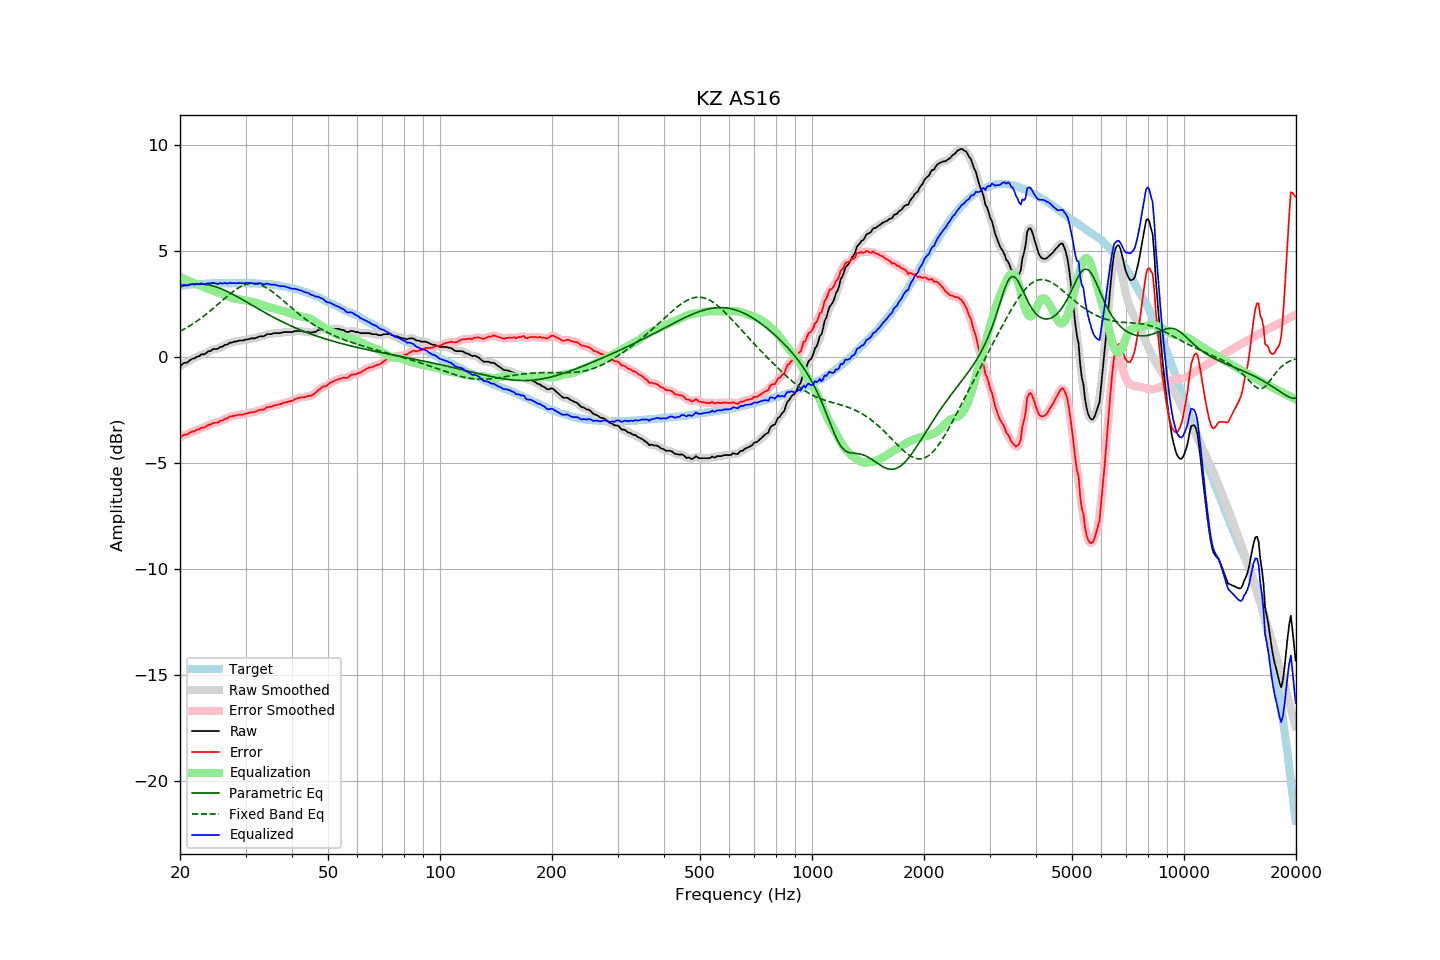 KZ AS16
10
5
0
−5
−10
−15
−20
Amplitude (dBr)
Target
Raw Smoothed
Error Smoothed
Raw
Error
Equalization
Parametric Eq
Fixed Band Eq
Equalized
20 50 100 200 500 1000 2000 5000 10000 20000
Frequency (Hz)